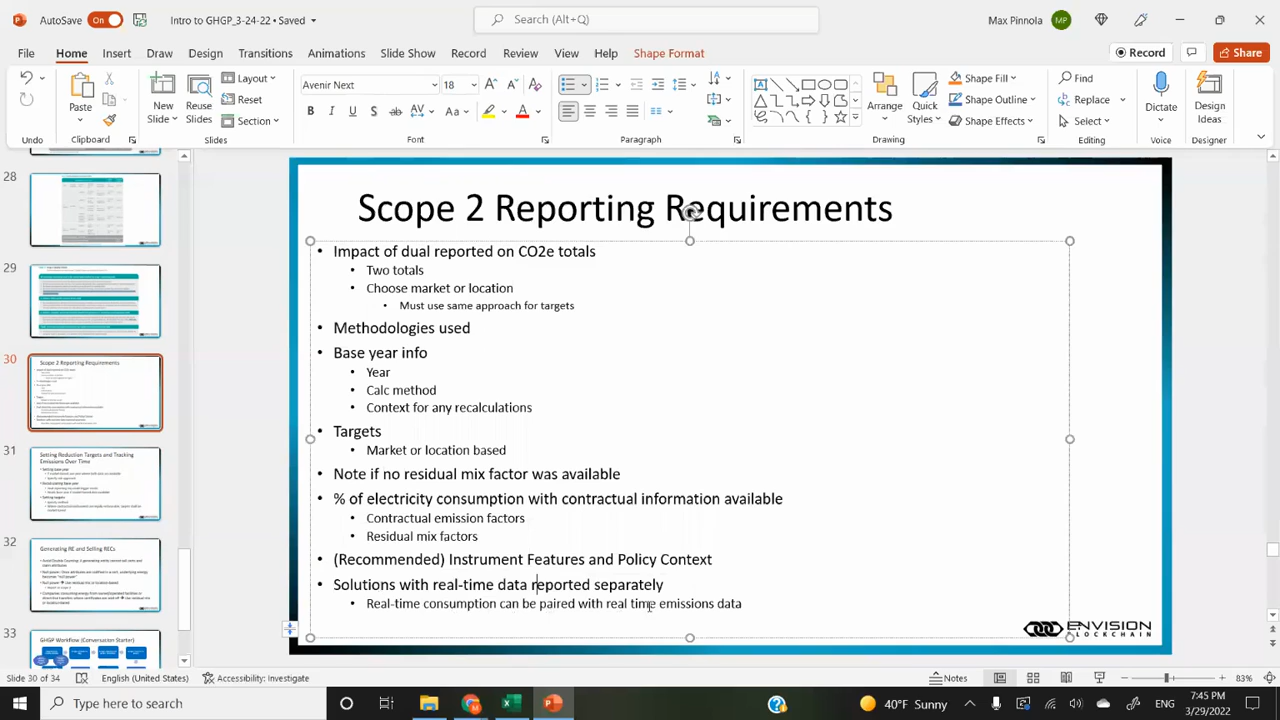 AutoSave On Intro to GHGP_3-24-22 • Saved Search (Alt+Q) Max Pinnola MP
File Home Insert Draw Design Transitions Animations Slide Show Record Review View Help Shape Format Record Share
Paste New Slide Reuse Slides Layout Reset Section Avenir Next 18 Shape Fill Shape Outline Shape Effects Arrange Quick Styles Find Replace Select Dictate Design Ideas
Undo Clipboard Slides Font Paragraph Drawing Editing Voice Designer
28
29
30
Scope 2 Reporting Requirements
31
Setting Reduction Targets and Tracking
Emissions Over Time
32
Generating RE and Selling RECs
33
GHGP Workflow (Conversation Starter)
Scope 2 Reporting Requirements
• Impact of dual reported on CO2e totals
• Two totals
• Choose market or location
• Must use same decision for targets
• Methodologies used
• Base year info
• Year
• Calc method
• Context for any recalculations
• Targets
• Market or location based
• Note if no residual mix factor was available
• % of electricity consumption with contractual information available
• Contractual emission factors
• Residual mix factors
• (Recommended) Instrument Features and Policy Context
• Solutions with real-time data reported separately
• Real-time consumption can be paired with real time emissions data
ENVISION
BLOCKCHAIN
Slide 30 of 34 English (United States) Accessibility: Investigate Notes 83%
Type here to search 40°F Sunny 7:45 PM
3/29/2022